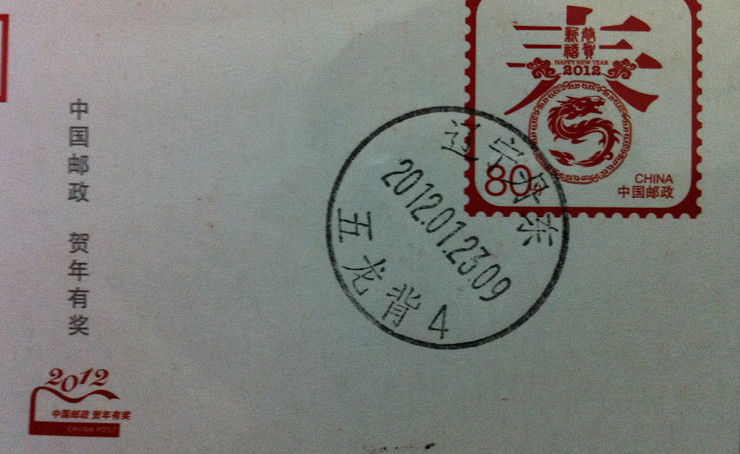 中国邮政 贺年有奖
2012
中国邮政 贺年有奖
CHINA POST
春
恭贺
新禧
HAPPY NEW YEAR
2012
80
CHINA
中国邮政
辽宁丹东
2012.01.23.09
五龙背4